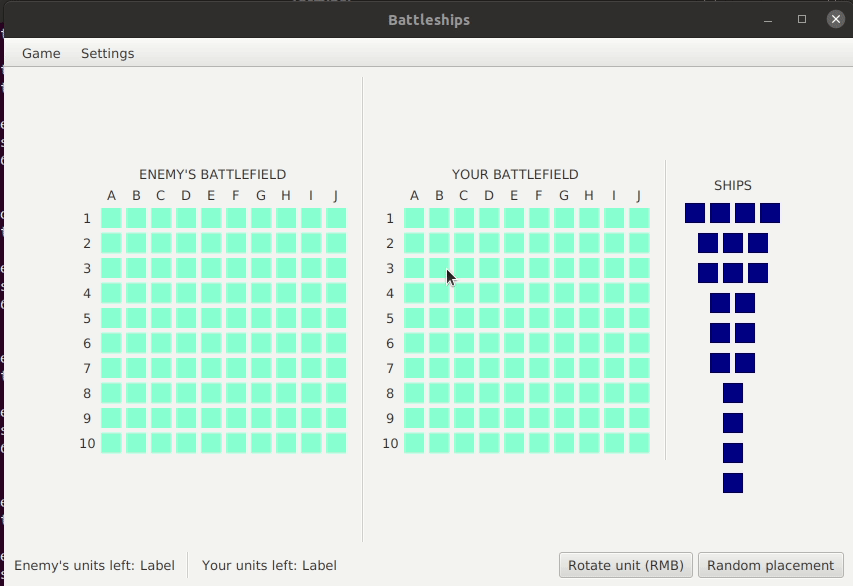 Battleships
Game Settings
ENEMY'S BATTLEFIELD
A B C D E F G H I J
1
2
3
4
5
6
7
8
9
10
YOUR BATTLEFIELD
A B C D E F G H I J
1
2
3
4
5
6
7
8
9
10
SHIPS
Enemy's units left: Label
Your units left: Label
Rotate unit (RMB)
Random placement